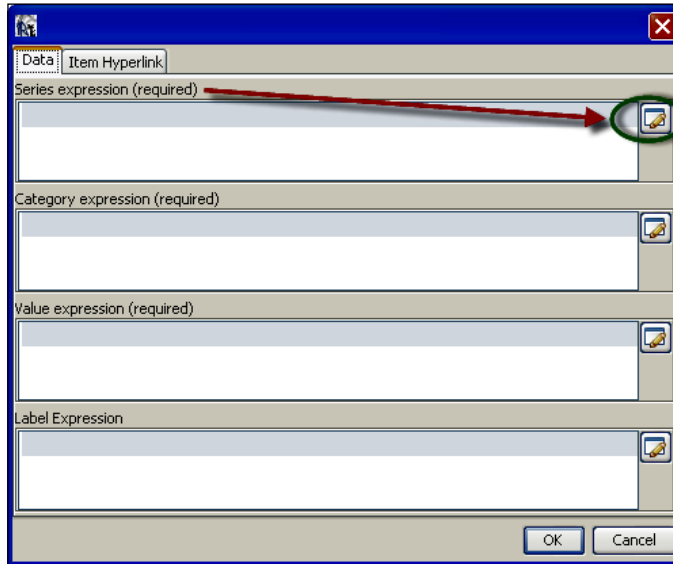 Data Item Hyperlink
Series expression (required)
Category expression (required)
Value expression (required)
Label Expression
OK Cancel